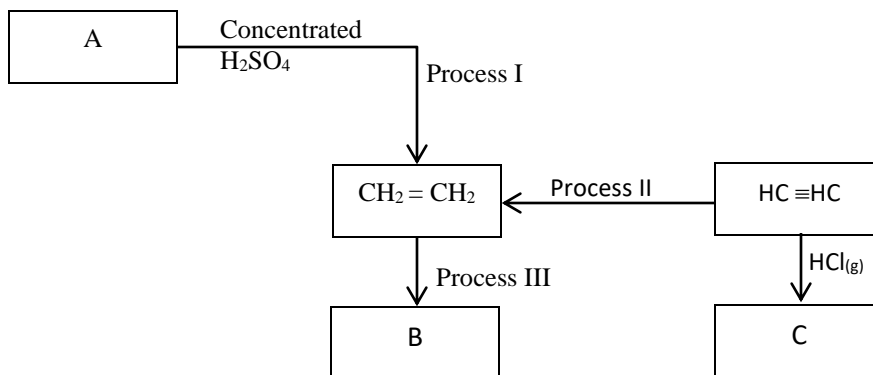 A
Concentrated
H₂SO₄
Process I
CH₂ = CH₂
Process II
HC ≡HC
Process III
HCl(g)
B
C